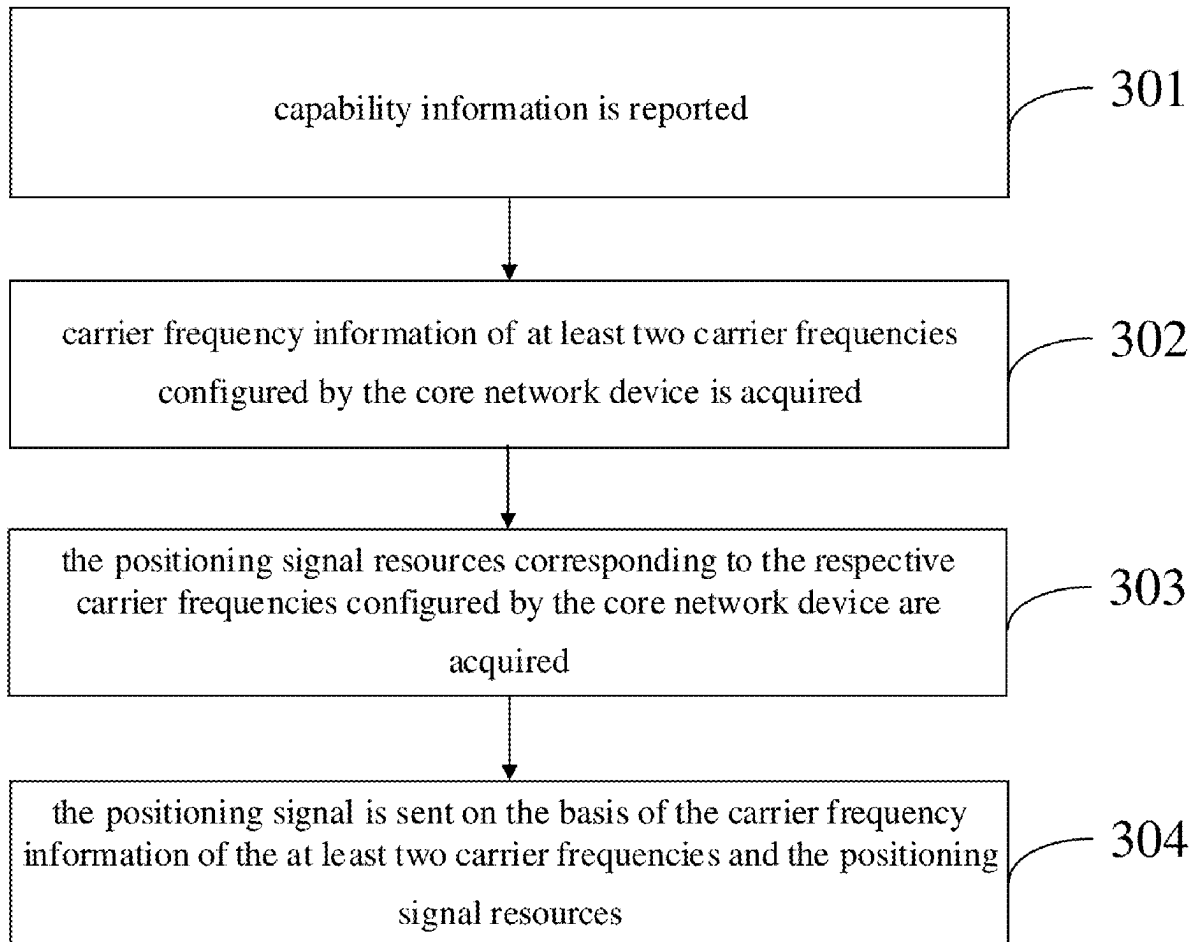 capability information is reported
301
carrier frequency information of at least two carrier frequencies
configured by the core network device is acquired
302
the positioning signal resources corresponding to the respective
carrier frequencies configured by the core network device are
acquired
303
the positioning signal is sent on the basis of the carrier frequency
information of the at least two carrier frequencies and the positioning
signal resources
304